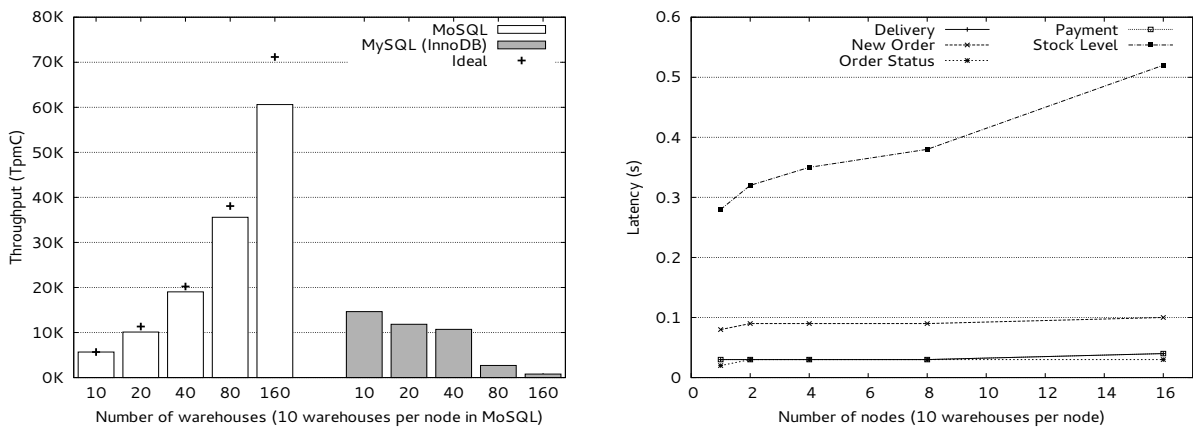 80K
70K
60K
50K
40K
30K
20K
10K
0K
Throughput (TpmC)
MoSQL
MySQL (InnoDB)
Ideal
10 20 40 80 160 10 20 40 80 160
Number of warehouses (10 warehouses per node in MoSQL)
0.6
0.5
0.4
0.3
0.2
0.1
0
Latency (s)
Delivery Payment
New Order Stock Level
Order Status
0 2 4 6 8 10 12 14 16
Number of nodes (10 warehouses per node)